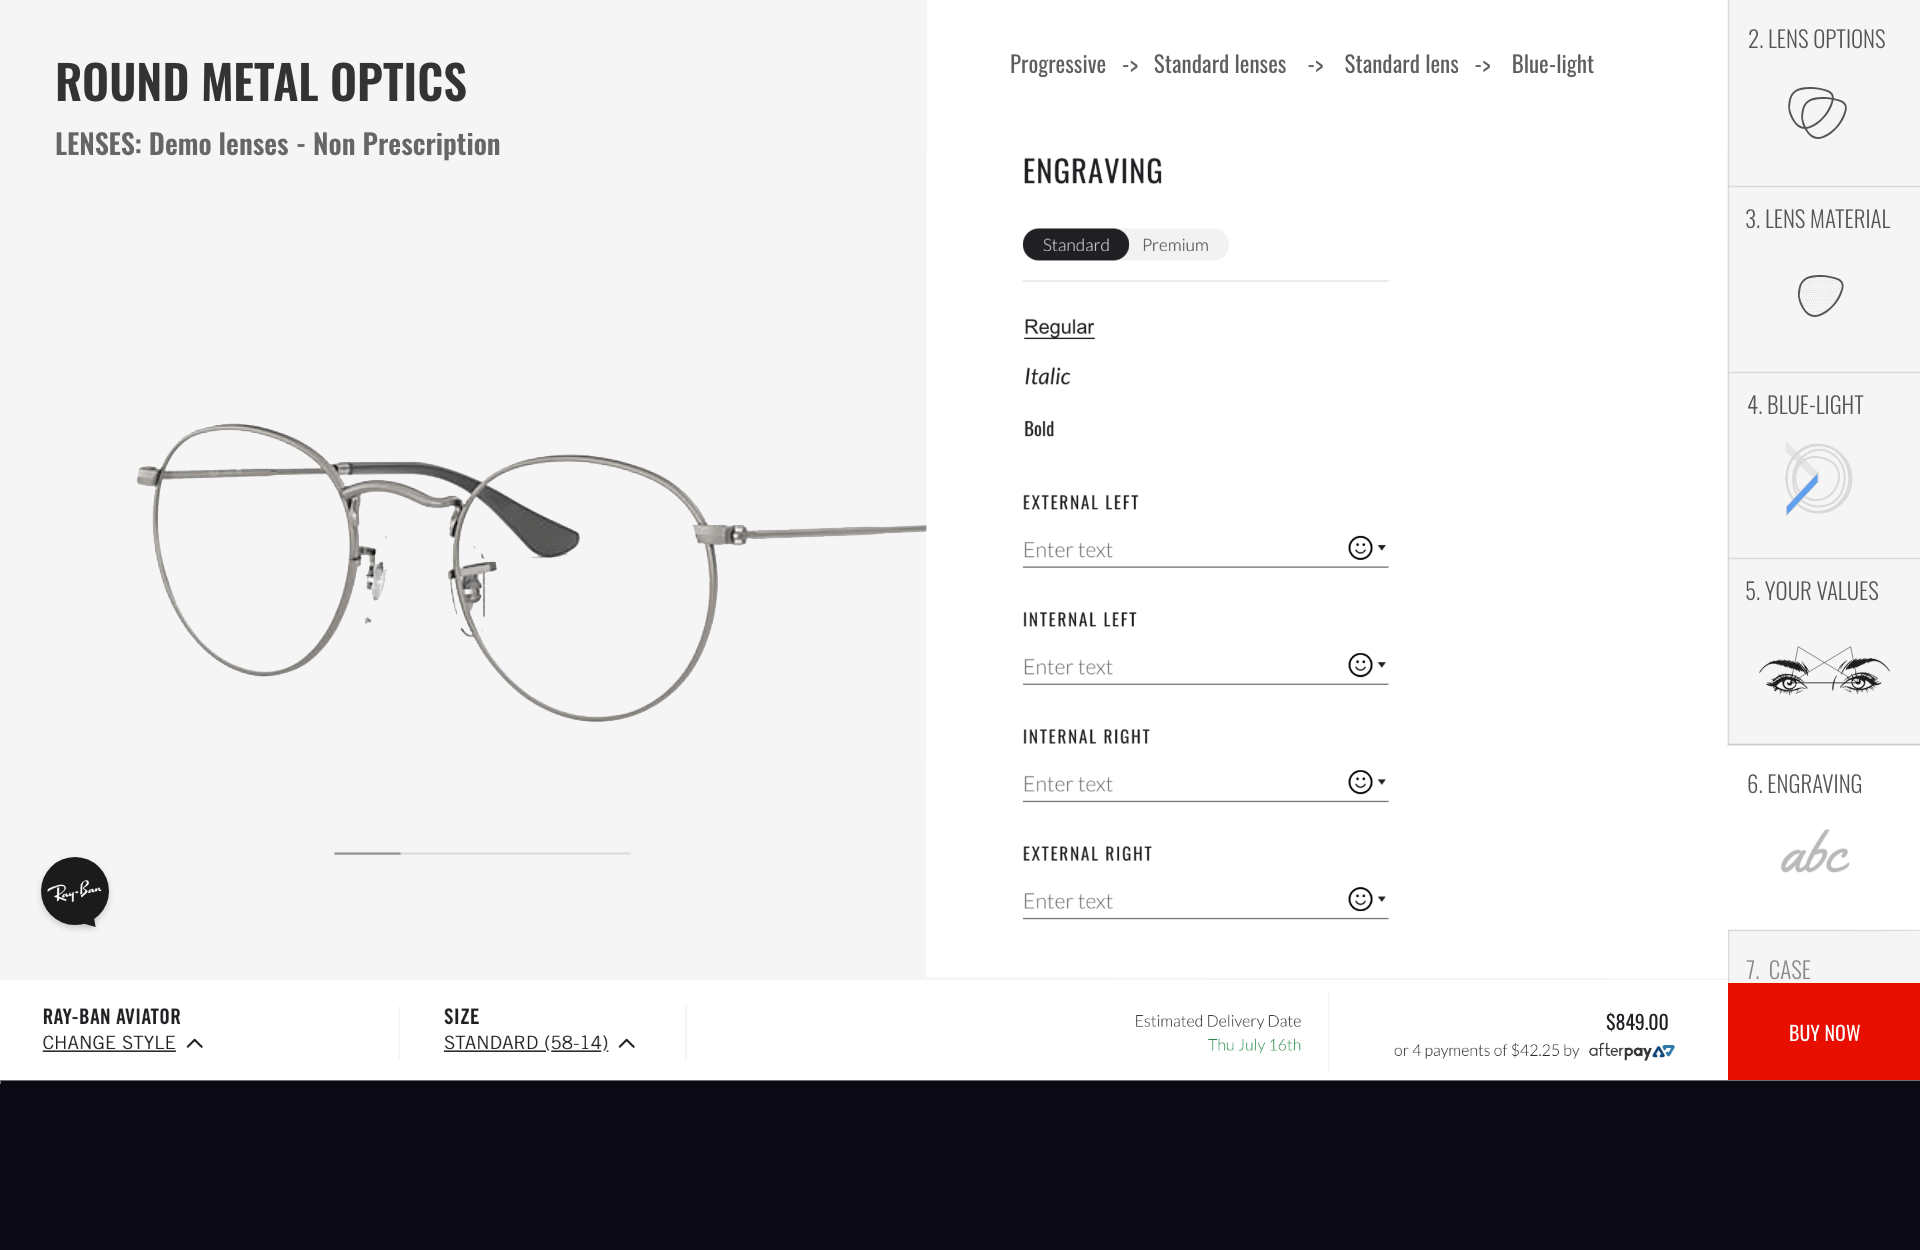 ROUND METAL OPTICS
LENSES: Demo lenses - Non Prescription
Progressive -> Standard lenses -> Standard lens -> Blue-light
ENGRAVING
Standard Premium
Regular
Italic
Bold
EXTERNAL LEFT
Enter text
INTERNAL LEFT
Enter text
INTERNAL RIGHT
Enter text
EXTERNAL RIGHT
Enter text
2. LENS OPTIONS
3. LENS MATERIAL
4. BLUE-LIGHT
5. YOUR VALUES
6. ENGRAVING
abc
7. CASE
Ray-Ban
RAY-BAN AVIATOR
CHANGE STYLE
SIZE
STANDARD (58-14)
Estimated Delivery Date
Thu July 16th
$849.00
or 4 payments of $42.25 by afterpay
BUY NOW